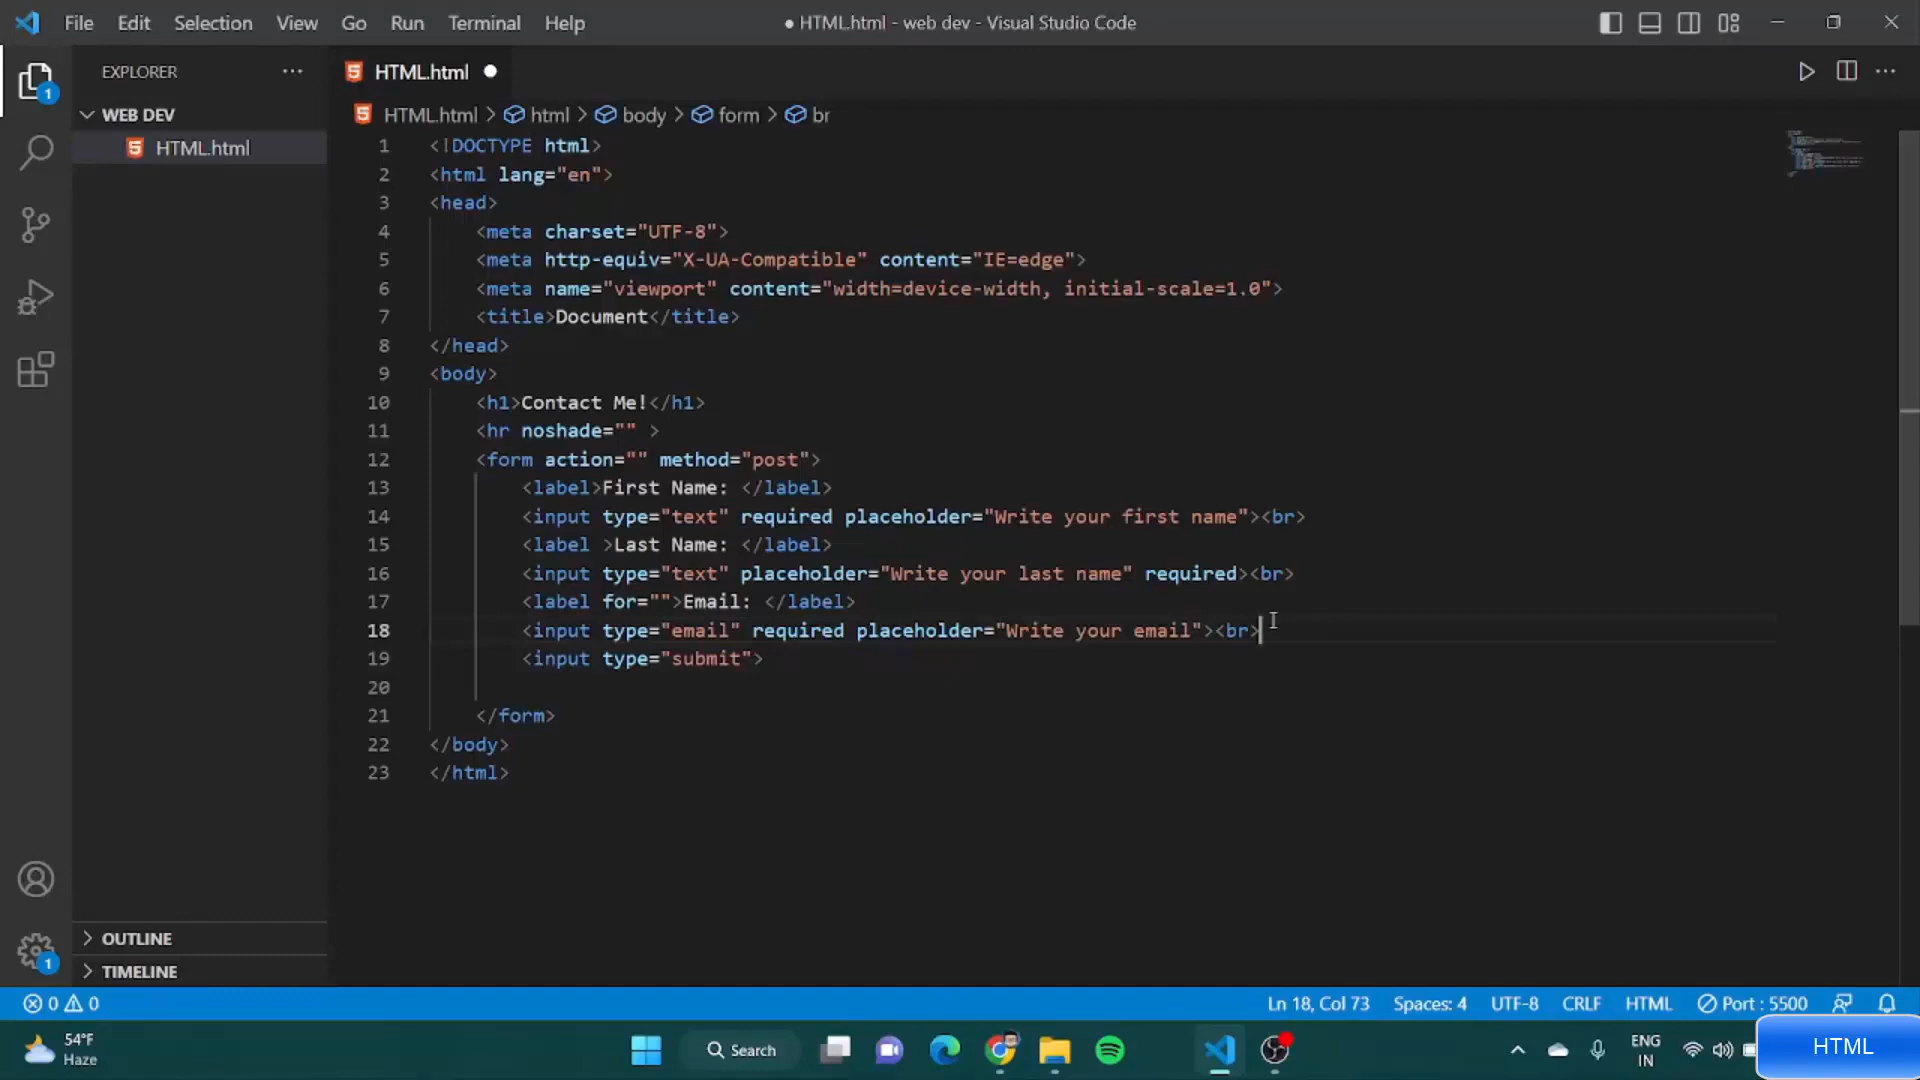 File Edit Selection View Go Run Terminal Help
● HTML.html - web dev - Visual Studio Code
EXPLORER
1
WEB DEV
HTML.html
HTML.html
HTML.html > html > body > form > br
1 <!DOCTYPE html>
2 <html lang="en">
3 <head>
4 <meta charset="UTF-8">
5 <meta http-equiv="X-UA-Compatible" content="IE=edge">
6 <meta name="viewport" content="width=device-width, initial-scale=1.0">
7 <title>Document</title>
8 </head>
9 <body>
10 <h1>Contact Me!</h1>
11 <hr noshade="" >
12 <form action="" method="post">
13 <label>First Name: </label>
14 <input type="text" required placeholder="Write your first name"><br>
15 <label >Last Name: </label>
16 <input type="text" placeholder="Write your last name" required><br>
17 <label for="">Email: </label>
18 <input type="email" required placeholder="Write your email"><br>
19 <input type="submit">
20
21 </form>
22 </body>
23 </html>
OUTLINE
1
TIMELINE
0 0
Ln 18, Col 73 Spaces: 4 UTF-8 CRLF HTML Port : 5500
54°F
Haze
Search
ENG
IN
HTML